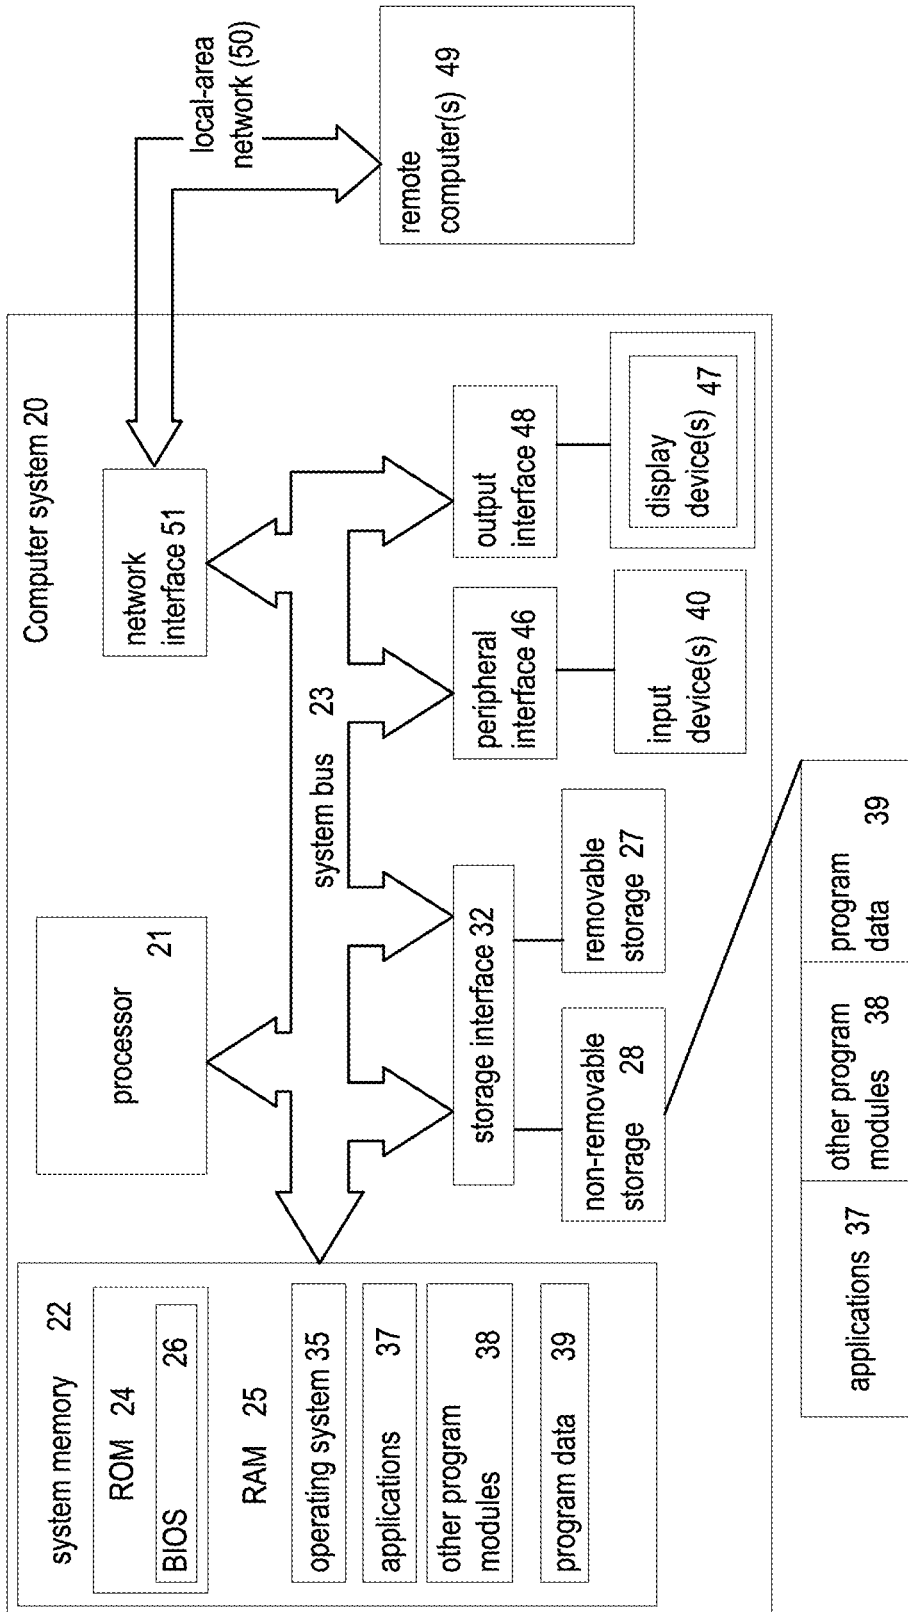 Computer system 20
system memory 22
ROM 24
BIOS 26
RAM 25
operating system 35
applications 37
other program
modules 38
program data 39
processor
21
system bus 23
network
interface 51
local-area
network (50)
remote
computer(s) 49
storage interface 32
non-removable
storage 28
removable
storage 27
peripheral
interface 46
input
device(s) 40
output
interface 48
display
device(s) 47
applications 37
other program
modules 38
program
data 39